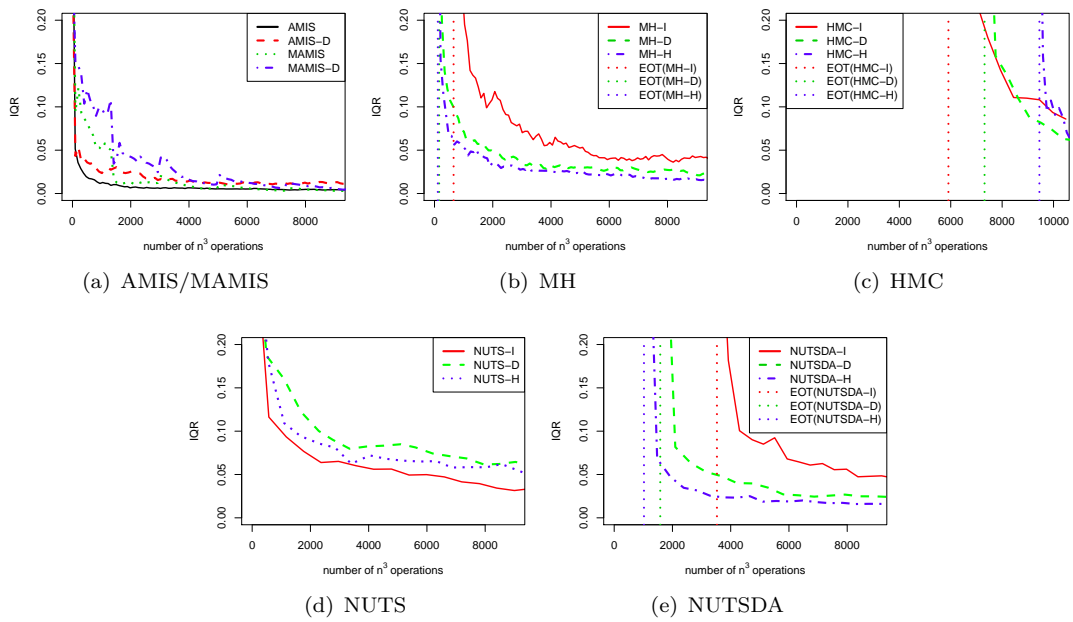 0.20
0.15
0.10
0.05
0.00
IQR
AMIS
AMIS−D
MAMIS
MAMIS−D
0 2000 4000 6000 8000
number of n³ operations
(a) AMIS/MAMIS
0.20
0.15
0.10
0.05
0.00
IQR
MH−I
MH−D
MH−H
EOT(MH−I)
EOT(MH−D)
EOT(MH−H)
0 2000 4000 6000 8000
number of n³ operations
(b) MH
0.20
0.15
0.10
0.05
0.00
IQR
HMC−I
HMC−D
HMC−H
EOT(HMC−I)
EOT(HMC−D)
EOT(HMC−H)
0 2000 4000 6000 8000 10000
number of n³ operations
(c) HMC
0.20
0.15
0.10
0.05
0.00
IQR
NUTS−I
NUTS−D
NUTS−H
0 2000 4000 6000 8000
number of n³ operations
(d) NUTS
0.20
0.15
0.10
0.05
0.00
IQR
NUTSDA−I
NUTSDA−D
NUTSDA−H
EOT(NUTSDA−I)
EOT(NUTSDA−D)
EOT(NUTSDA−H)
0 2000 4000 6000 8000
number of n³ operations
(e) NUTSDA